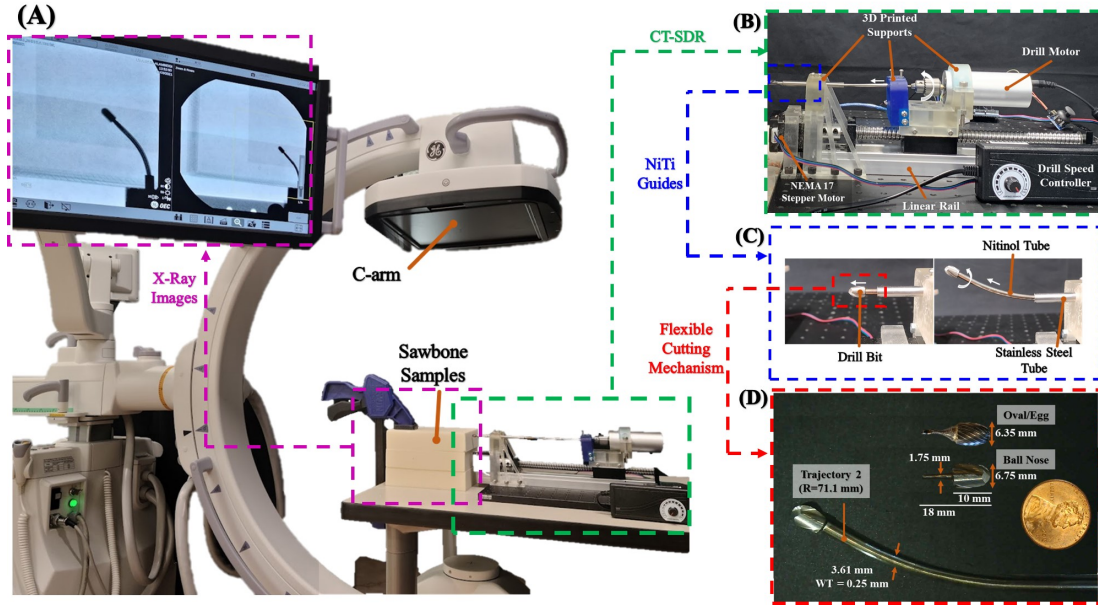 (A)
X-Ray
Images
C-arm
Sawbone
Samples
CT-SDR
NiTi
Guides
Flexible
Cutting
Mechanism
(B)
3D Printed
Supports
Drill Motor
NEMA 17
Stepper Motor
Linear Rail
Drill Speed
Controller
(C)
Nitinol Tube
Drill Bit
Stainless Steel
Tube
(D)
Oval/Egg
6.35 mm
1.75 mm
Ball Nose
6.75 mm
Trajectory 2
(R=71.1 mm)
10 mm
18 mm
3.61 mm
WT = 0.25 mm